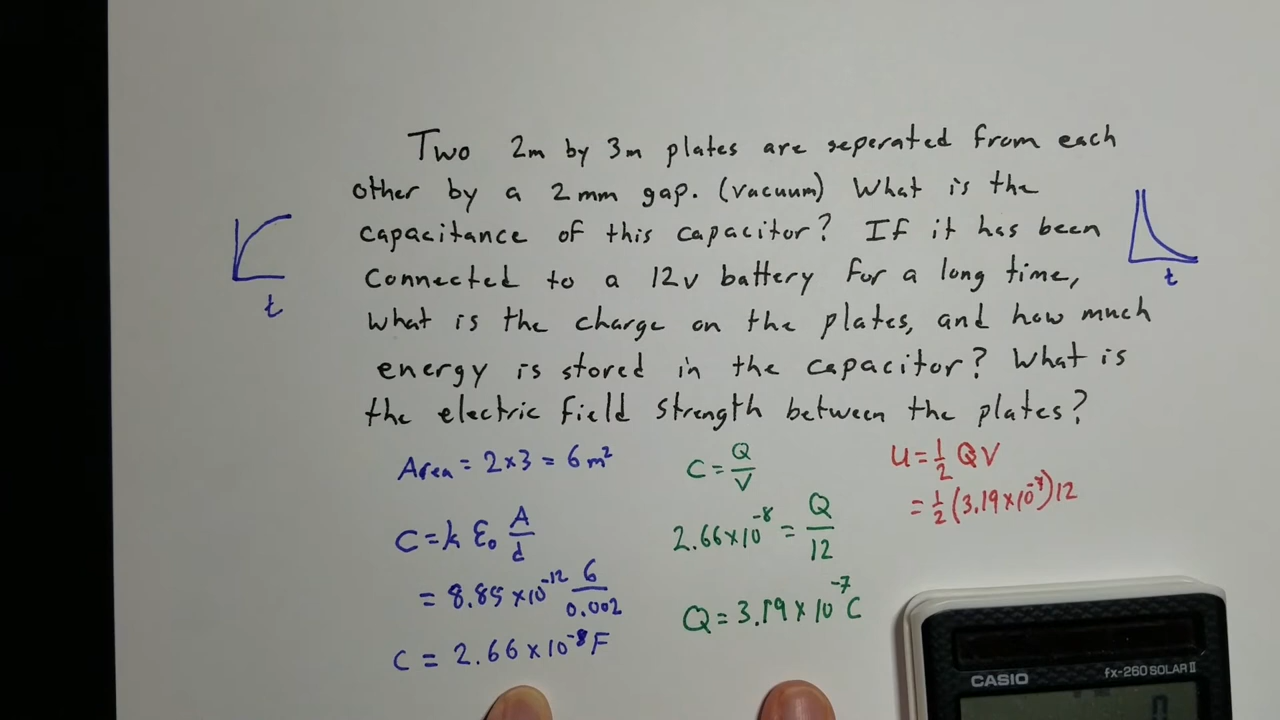 Two 2m by 3m plates are seperated from each
other by a 2mm gap. (vacuum) What is the
capacitance of this capacitor? If it has been
connected to a 12v battery for a long time,
what is the charge on the plates, and how much
energy is stored in the capacitor? What is
the electric field strength between the plates?
t
t
Area = 2×3 = 6m²
C = k ε₀ A/d
= 8.85×10⁻¹² 6/0.002
C = 2.66×10⁻⁸F
C = Q/V
2.66×10⁻⁸ = Q/12
Q = 3.19×10⁻⁷ C
U = 1/2 QV
= 1/2 (3.19×10⁻⁷)12
CASIO fx-260 SOLAR II
0